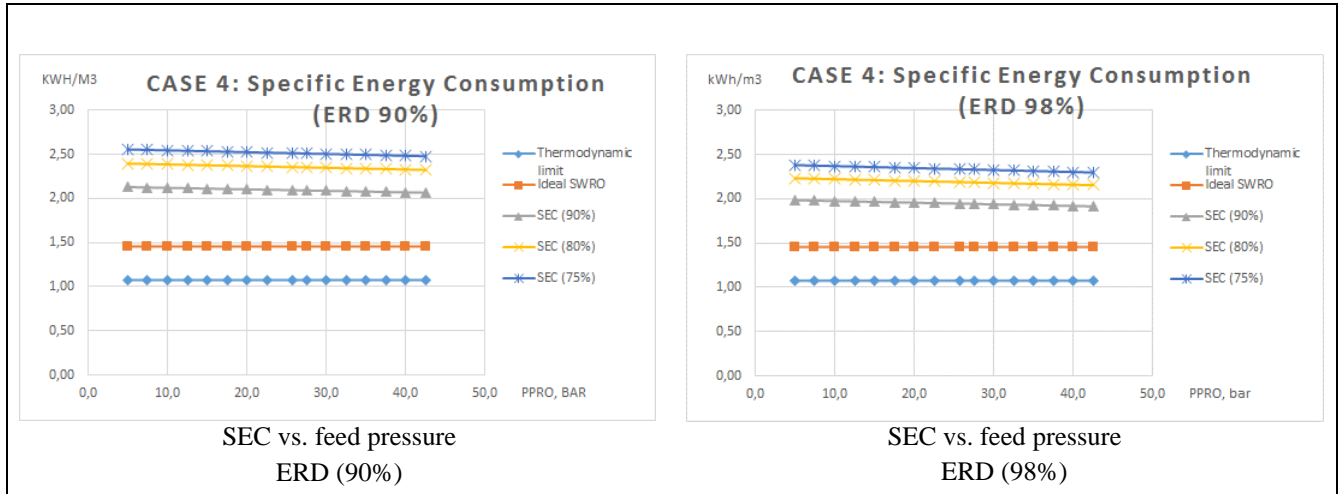 KWH/M3
CASE 4: Specific Energy Consumption
(ERD 90%)
3,00
2,50
2,00
1,50
1,00
0,50
0,00
0,0
10,0
20,0
30,0
40,0
50,0
PPRO, BAR
Thermodynamic
limit
Ideal SWRO
SEC (90%)
SEC (80%)
SEC (75%)
SEC vs. feed pressure
ERD (90%)
kWh/m3
CASE 4: Specific Energy Consumption
(ERD 98%)
3,00
2,50
2,00
1,50
1,00
0,50
0,00
0,0
10,0
20,0
30,0
40,0
50,0
PPRO, bar
Thermodynamic
limit
Ideal SWRO
SEC (90%)
SEC (80%)
SEC (75%)
SEC vs. feed pressure
ERD (98%)